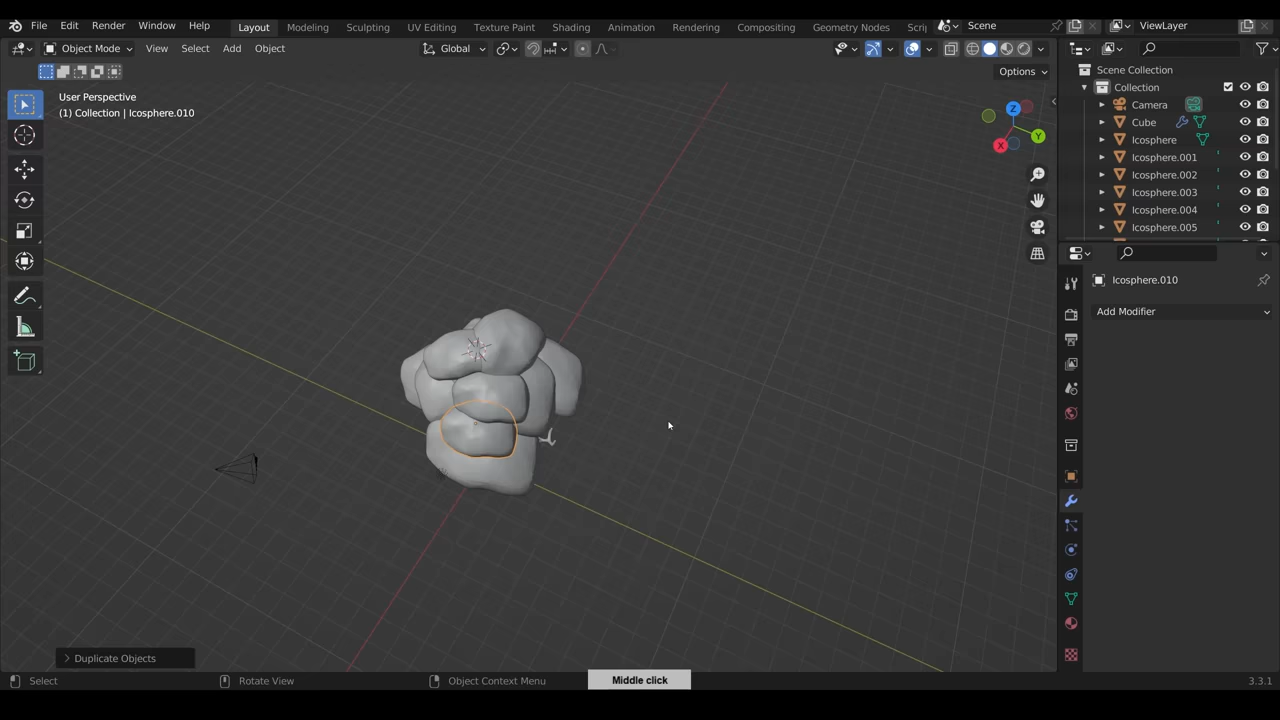 File Edit Render Window Help Layout Modeling Sculpting UV Editing Texture Paint Shading Animation Rendering Compositing Geometry Nodes Scri Scene ViewLayer
Object Mode View Select Add Object Global
Options
User Perspective
(1) Collection | Icosphere.010
Z
Y
X
Scene Collection
Collection
Camera
Cube
Icosphere
Icosphere.001
Icosphere.002
Icosphere.003
Icosphere.004
Icosphere.005
Icosphere.010
Add Modifier
Duplicate Objects
Select Rotate View Object Context Menu Middle click 3.3.1